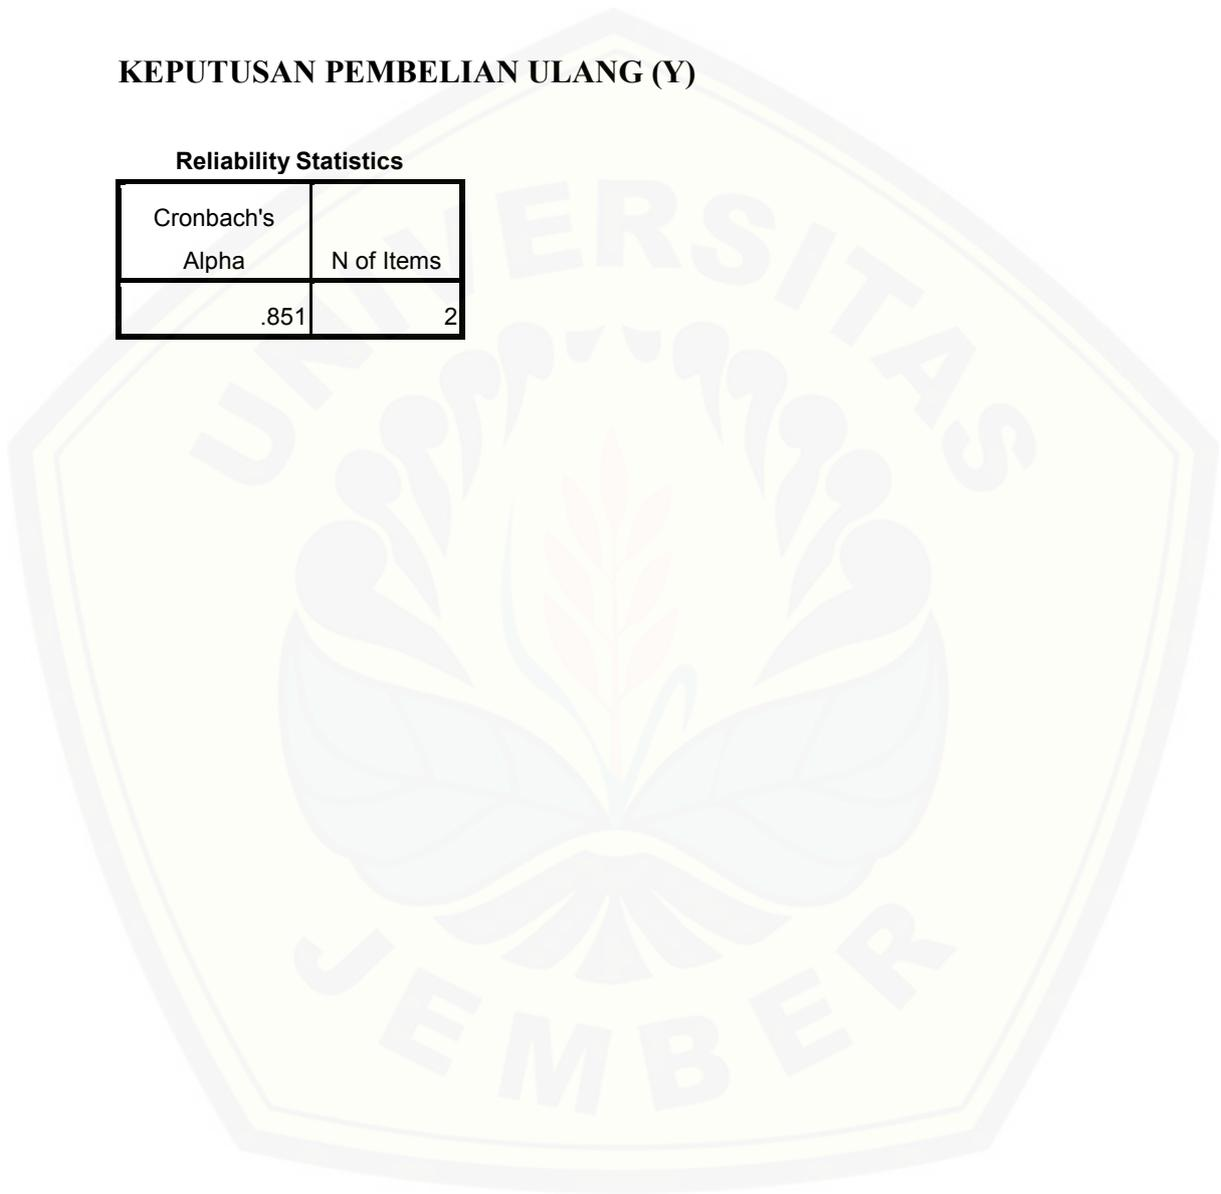 KEPUTUSAN PEMBELIAN ULANG (Y)
Reliability Statistics
Cronbach's
Alpha N of Items
.851 2
UNIVERSITAS
JEMBER